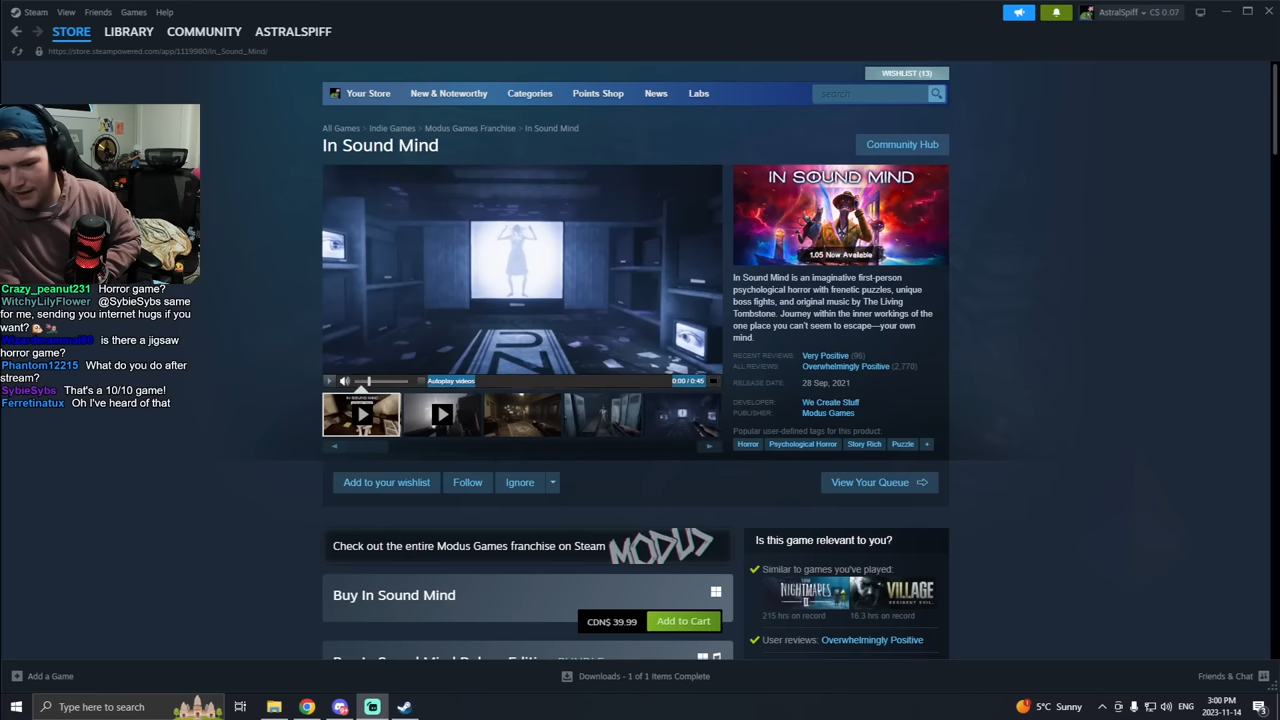 Steam View Friends Games Help
AstralSpiff CS 0.07
STORE LIBRARY COMMUNITY ASTRALSPIFF
https://store.steampowered.com/app/1119980/In_Sound_Mind/
WISHLIST (13)
Your Store New & Noteworthy Categories Points Shop News Labs search
All Games > Indie Games > Modus Games Franchise > In Sound Mind
In Sound Mind
Community Hub
IN SOUND MIND
1.05 Now Available
In Sound Mind is an imaginative first-person
psychological horror with frenetic puzzles, unique
boss fights, and original music by The Living
Tombstone. Journey within the inner workings of the
one place you can't seem to escape—your own
mind.
RECENT REVIEWS: Very Positive (96)
ALL REVIEWS: Overwhelmingly Positive (2,770)
RELEASE DATE: 28 Sep, 2021
DEVELOPER: We Create Stuff
PUBLISHER: Modus Games
Popular user-defined tags for this product:
Horror Psychological Horror Story Rich Puzzle +
Autoplay videos 0:00 / 0:45
Crazy_peanut231 Horror game?
WitchyLilyFlower @SybieSybs same
for me, sending you internet hugs if you
want?
is there a jigsaw
horror game?
Phantom12215 What do you do after
stream?
SybieSybs That's a 10/10 game!
Ferretinatux Oh I've heard of that
Add to your wishlist Follow Ignore View Your Queue
Check out the entire Modus Games franchise on Steam MODUS
Is this game relevant to you?
Similar to games you've played:
NIGHTMARES II VILLAGE
215 hrs on record 16.3 hrs on record
User reviews: Overwhelmingly Positive
Buy In Sound Mind
CDN$ 39.99 Add to Cart
Buy In Sound Mind Deluxe Edition BUNDLE
Add a Game Downloads - 1 of 1 Items Complete Friends & Chat
Type here to search
5°C Sunny ENG
3:00 PM
2023-11-14
3